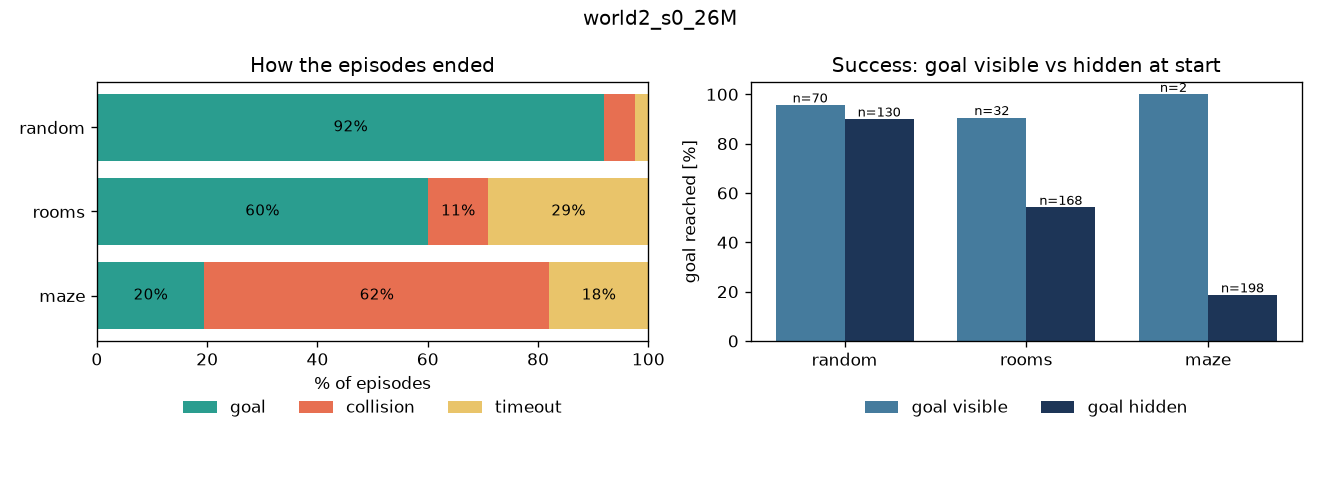 world2_s0_26M
How the episodes ended
random
rooms
maze
92%
60%
11%
29%
20%
62%
18%
0
20
40
60
80
100
% of episodes
goal
collision
timeout
Success: goal visible vs hidden at start
goal reached [%]
100
80
60
40
20
0
n=70
n=130
n=32
n=168
n=2
n=198
random
rooms
maze
goal visible
goal hidden